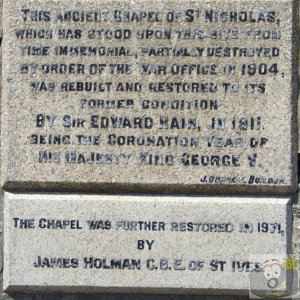 THIS ANCIENT CHAPEL OF ST NICHOLAS,
WHICH HAS STOOD UPON THIS SITE FROM
TIME IMMEMORIAL, PARTIALLY DESTROYED
BY ORDER OF THE WAR OFFICE IN 1904,
WAS REBUILT AND RESTORED TO ITS
FORMER CONDITION
BY SIR EDWARD HAIN, IN 1911.
BEING THE CORONATION YEAR OF
HIS MAJESTY KING GEORGE V.
J. BUILDER
THE CHAPEL WAS FURTHER RESTORED IN 1971,
BY
JAMES HOLMAN C.B.E. OF ST IVES